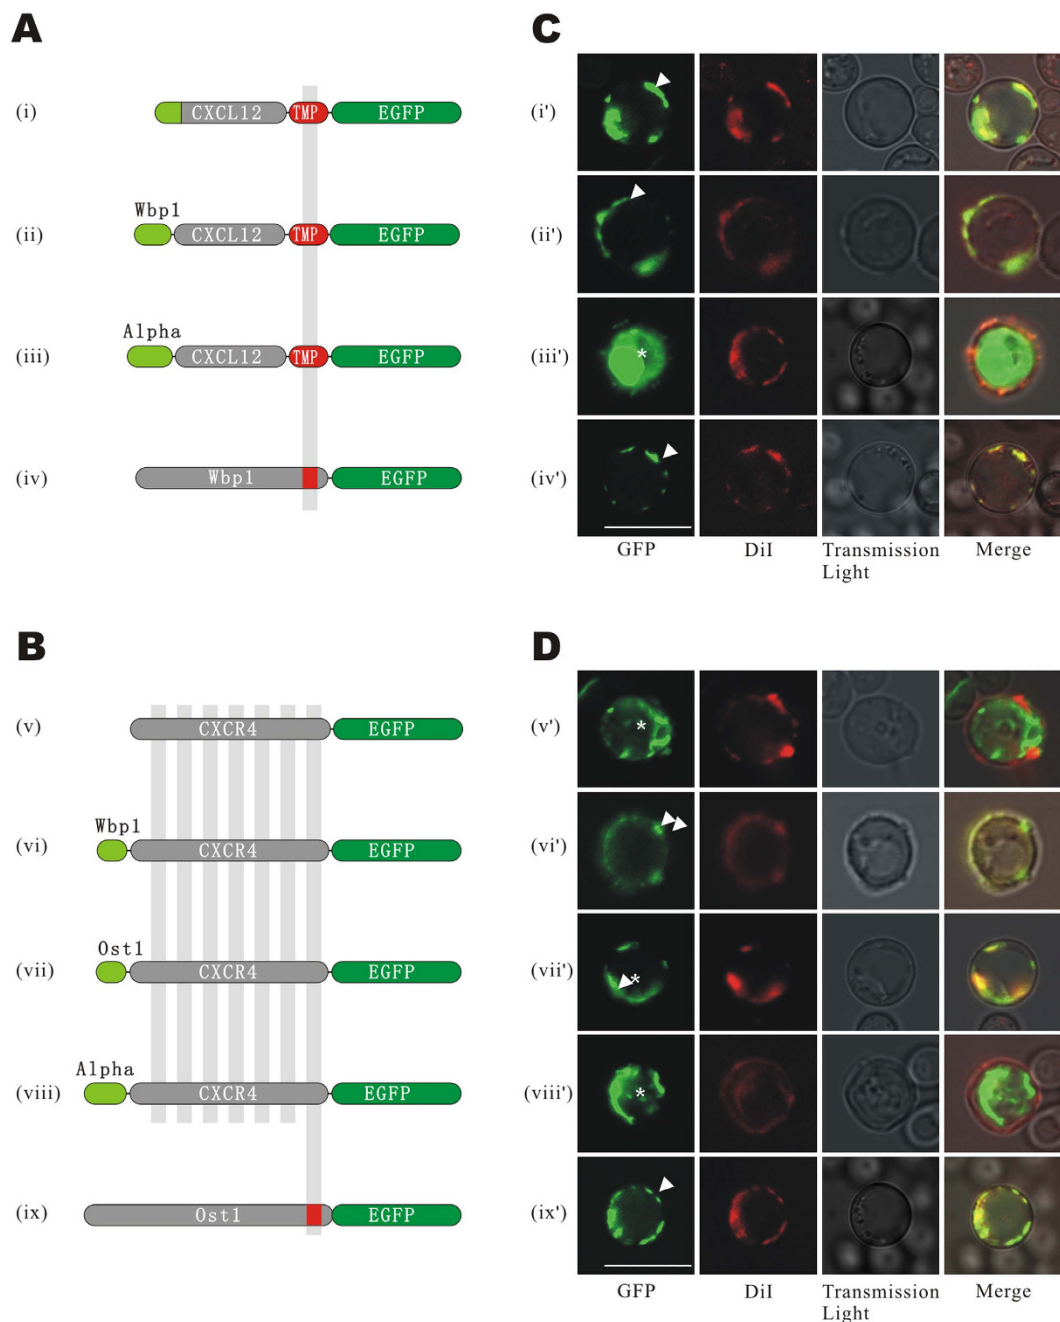 A
C
(i)
CXCL12 TMP EGFP
(i')
Wbp1
(ii)
CXCL12 TMP EGFP
(ii')
Alpha
(iii)
CXCL12 TMP EGFP
(iii')
*
(iv)
Wbp1 EGFP
(iv')
GFP DiI Transmission Light Merge
B
D
(v)
CXCR4 EGFP
(v')
*
Wbp1
(vi)
CXCR4 EGFP
(vi')
Ost1
(vii)
CXCR4 EGFP
(vii')
*
Alpha
(viii)
CXCR4 EGFP
(viii')
*
(ix)
Ost1 EGFP
(ix')
GFP DiI Transmission Light Merge